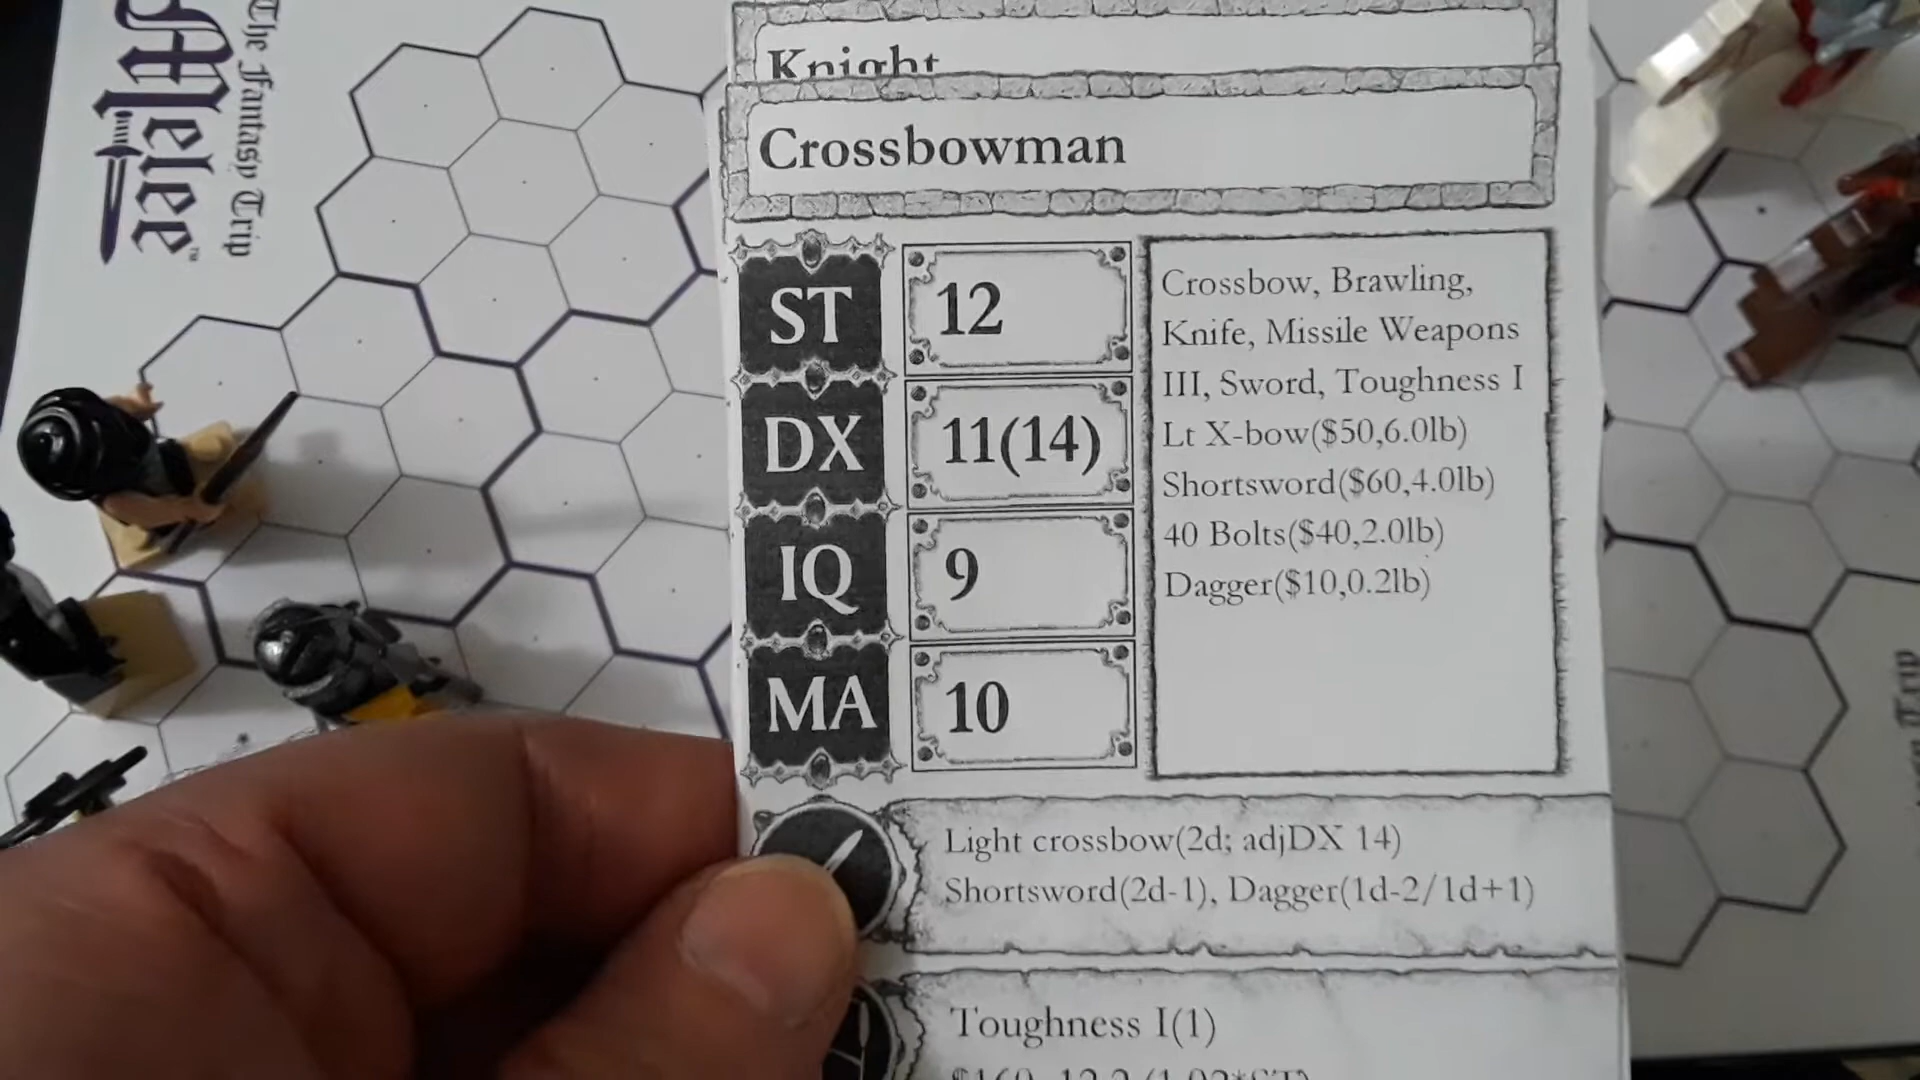 The Fantasy Trip
Melee™
Knight
Crossbowman
ST
12
DX
11(14)
IQ
9
MA
10
Crossbow, Brawling,
Knife, Missile Weapons
III, Sword, Toughness I
Lt X-bow($50,6.0lb)
Shortsword($60,4.0lb)
40 Bolts($40,2.0lb)
Dagger($10,0.2lb)
Light crossbow(2d; adjDX 14)
Shortsword(2d-1), Dagger(1d-2/1d+1)
Toughness I(1)
Trip